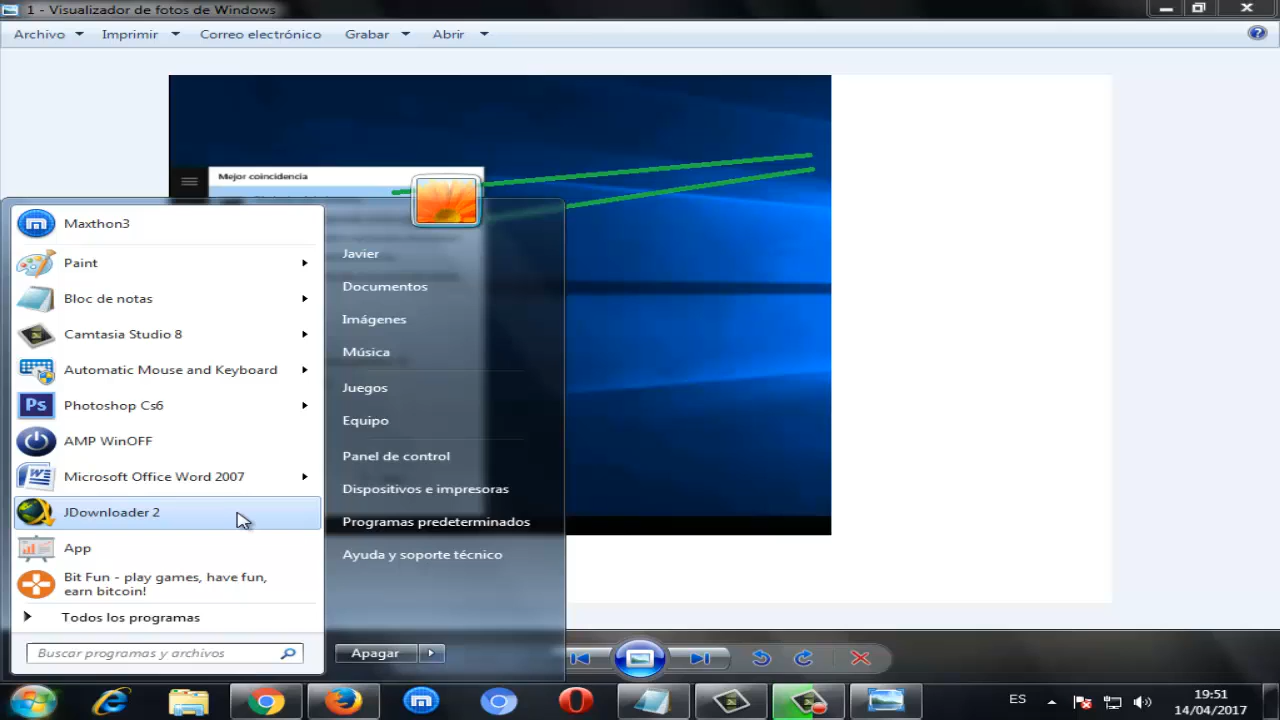 1 - Visualizador de fotos de Windows
Archivo Imprimir Correo electrónico Grabar Abrir
Mejor coincidencia
Maxthon3
Paint
Bloc de notas
Camtasia Studio 8
Automatic Mouse and Keyboard
Photoshop Cs6
Ps
AMP WinOFF
Microsoft Office Word 2007
JDownloader 2
App
Bit Fun - play games, have fun,
earn bitcoin!
Todos los programas
Buscar programas y archivos
Javier
Documentos
Imágenes
Música
Juegos
Equipo
Panel de control
Dispositivos e impresoras
Programas predeterminados
Ayuda y soporte técnico
Apagar
ES
19:51
14/04/2017